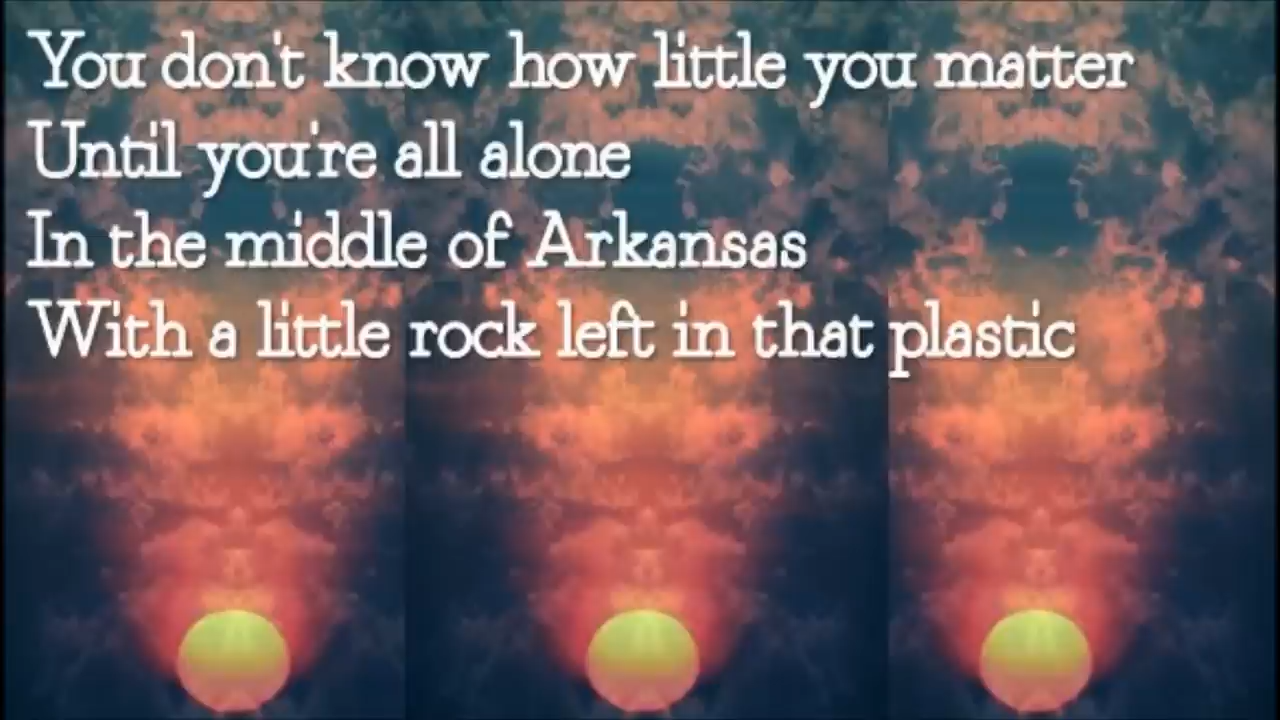 You don't know how little you matter
Until you're all alone
In the middle of Arkansas
With a little rock left in that plastic